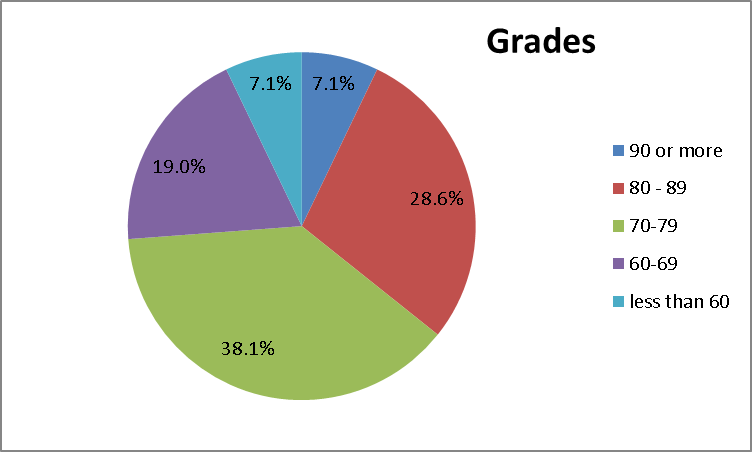 Grades
7.1%
7.1%
28.6%
38.1%
19.0%
90 or more
80 - 89
70-79
60-69
less than 60